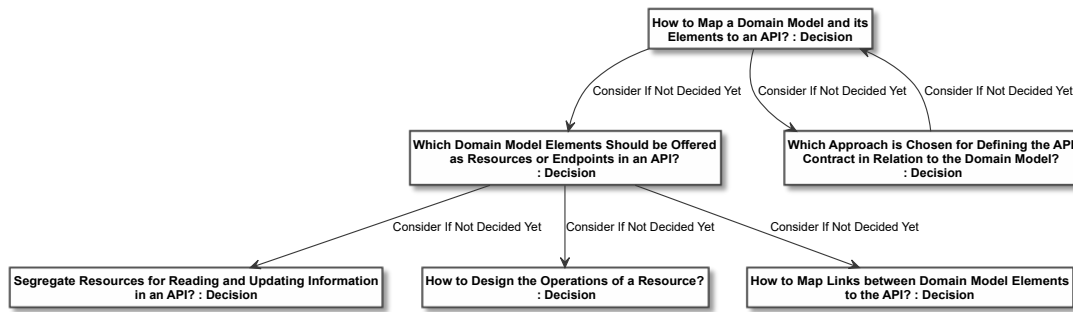 How to Map a Domain Model and its
Elements to an API? : Decision
Consider If Not Decided Yet
Consider If Not Decided Yet
Consider If Not Decided Yet
Which Domain Model Elements Should be Offered
as Resources or Endpoints in an API?
: Decision
Which Approach is Chosen for Defining the API
Contract in Relation to the Domain Model?
: Decision
Consider If Not Decided Yet
Consider If Not Decided Yet
Consider If Not Decided Yet
Segregate Resources for Reading and Updating Information
in an API? : Decision
How to Design the Operations of a Resource?
: Decision
How to Map Links between Domain Model Elements
to the API? : Decision